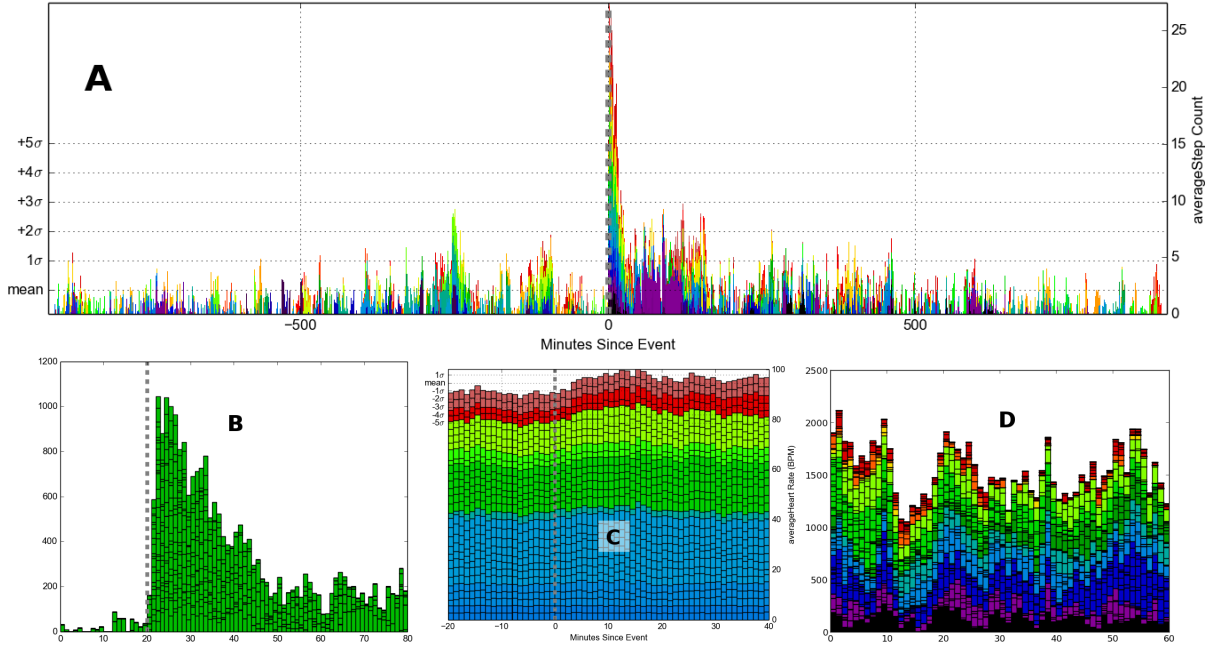 A
+5σ
+4σ
+3σ
+2σ
1σ
mean
25
20
15
10
5
0
averageStep Count
−500
0
500
Minutes Since Event
B
1200
1000
800
600
400
200
0
0
10
20
30
40
50
60
70
80
C
1σ
mean
-1σ
-2σ
-3σ
-4σ
-5σ
100
80
60
40
20
0
averageHeart Rate (BPM)
−20
−10
0
10
20
30
40
Minutes Since Event
D
2500
2000
1500
1000
500
0
0
10
20
30
40
50
60